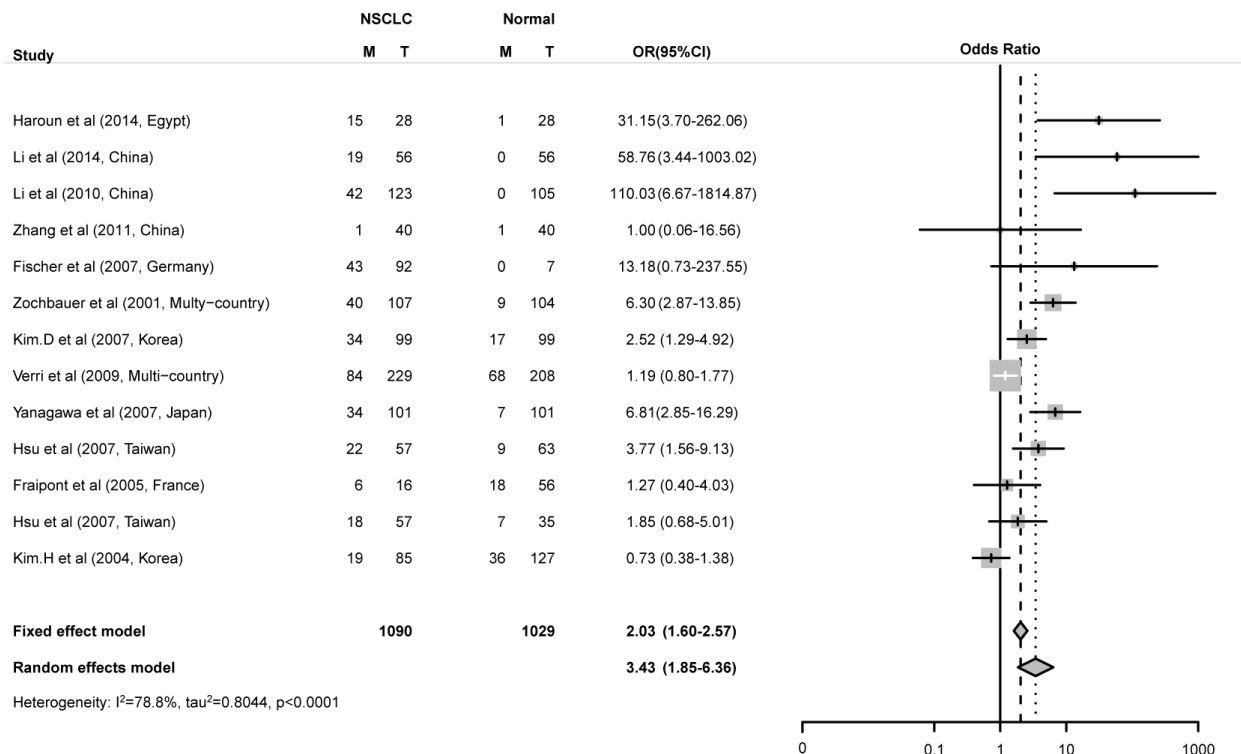 NSCLC Normal
Study M T M T OR(95%CI) Odds Ratio
Haroun et al (2014, Egypt) 15 28 1 28 31.15(3.70-262.06)
Li et al (2014, China) 19 56 0 56 58.76(3.44-1003.02)
Li et al (2010, China) 42 123 0 105 110.03(6.67-1814.87)
Zhang et al (2011, China) 1 40 1 40 1.00 (0.06-16.56)
Fischer et al (2007, Germany) 43 92 0 7 13.18(0.73-237.55)
Zochbauer et al (2001, Multy−country) 40 107 9 104 6.30 (2.87-13.85)
Kim.D et al (2007, Korea) 34 99 17 99 2.52 (1.29-4.92)
Verri et al (2009, Multi-country) 84 229 68 208 1.19 (0.80-1.77)
Yanagawa et al (2007, Japan) 34 101 7 101 6.81(2.85-16.29)
Hsu et al (2007, Taiwan) 22 57 9 63 3.77 (1.56-9.13)
Fraipont et al (2005, France) 6 16 18 56 1.27 (0.40-4.03)
Hsu et al (2007, Taiwan) 18 57 7 35 1.85 (0.68-5.01)
Kim.H et al (2004, Korea) 19 85 36 127 0.73 (0.38-1.38)
Fixed effect model 1090 1029 2.03 (1.60-2.57)
Random effects model 3.43 (1.85-6.36)
Heterogeneity: I²=78.8%, tau²=0.8044, p<0.0001
0 0.1 1 10 1000